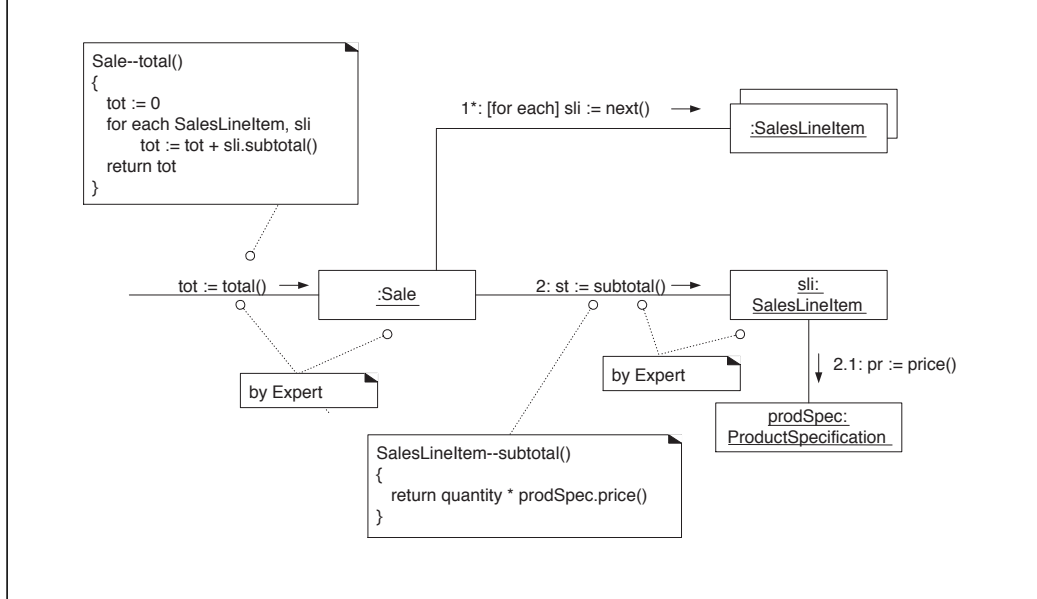 Sale--total()
{
tot := 0
for each SalesLineItem, sli
tot := tot + sli.subtotal()
return tot
}
1*: [for each] sli := next()
:SalesLineItem
tot := total()
:Sale
2: st := subtotal()
sli:
SalesLineItem
by Expert
by Expert
2.1: pr := price()
prodSpec:
ProductSpecification
SalesLineItem--subtotal()
{
return quantity * prodSpec.price()
}